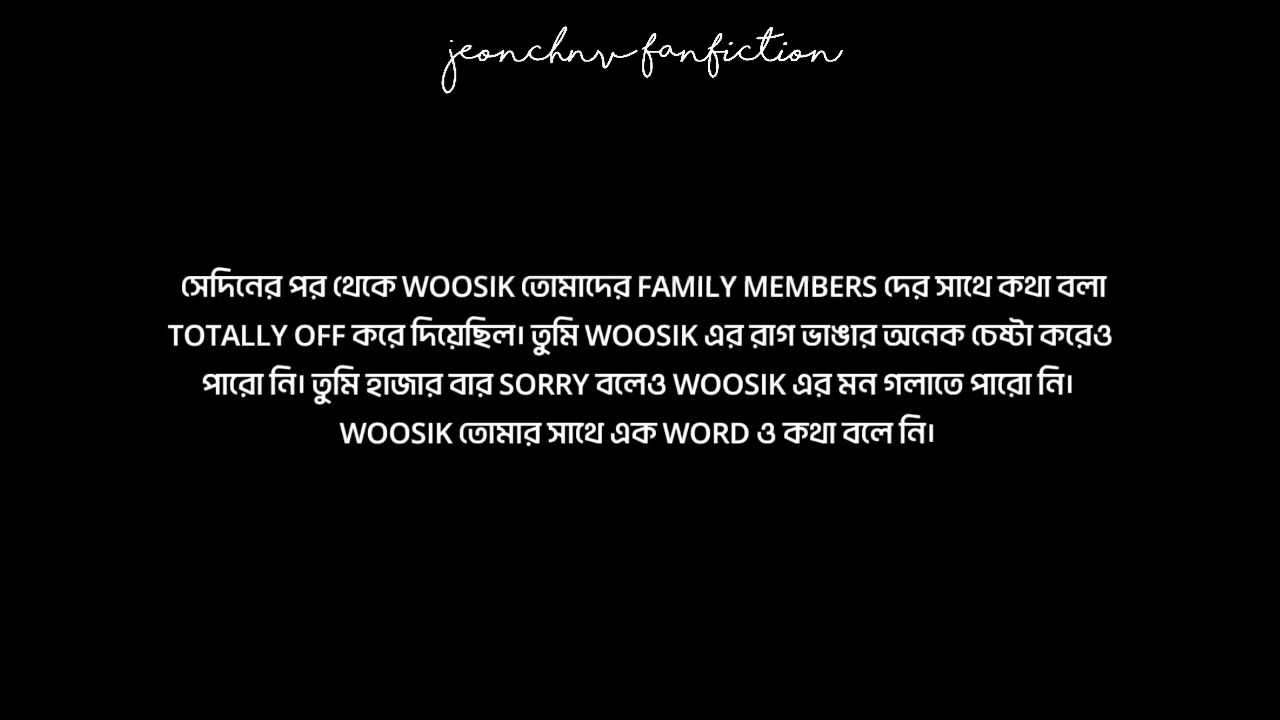 jeonchnv fanfiction
সেদিনের পর থেকে WOOSIK তোমাদের FAMILY MEMBERS দের সাথে কথা বলা
TOTALLY OFF করে দিয়েছিল। তুমি WOOSIK এর রাগ ভাঙার অনেক চেষ্টা করেও
পারো নি। তুমি হাজার বার SORRY বলেও WOOSIK এর মন গলাতে পারো নি।
WOOSIK তোমার সাথে এক WORD ও কথা বলে নি।